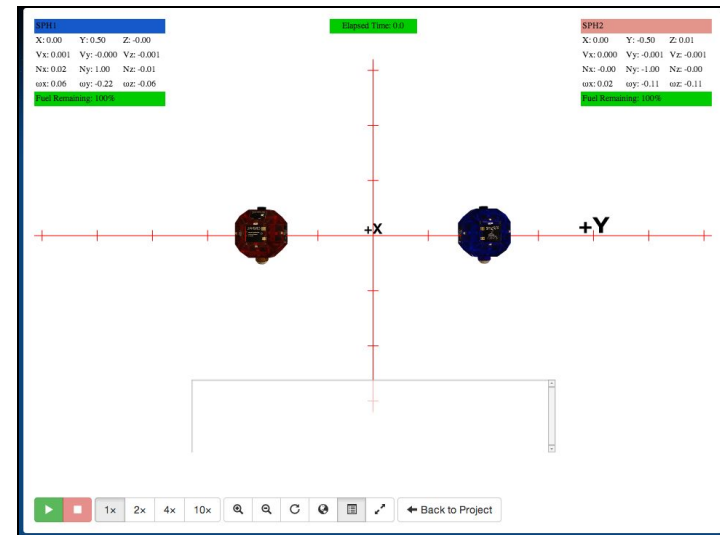 SPH1
X: 0.00 Y: 0.50 Z: -0.00
Vx: 0.001 Vy: -0.000 Vz: -0.001
Nx: 0.02 Ny: 1.00 Nz: -0.01
ωx: 0.06 ωy: -0.22 ωz: -0.06
Fuel Remaining: 100%
Elapsed Time: 0.0
SPH2
X: 0.00 Y: -0.50 Z: 0.01
Vx: 0.000 Vy: -0.001 Vz: -0.001
Nx: -0.00 Ny: -1.00 Nz: -0.00
ωx: 0.02 ωy: -0.11 ωz: -0.11
Fuel Remaining: 100%
+X
+Y
1x 2x 4x 10x Back to Project